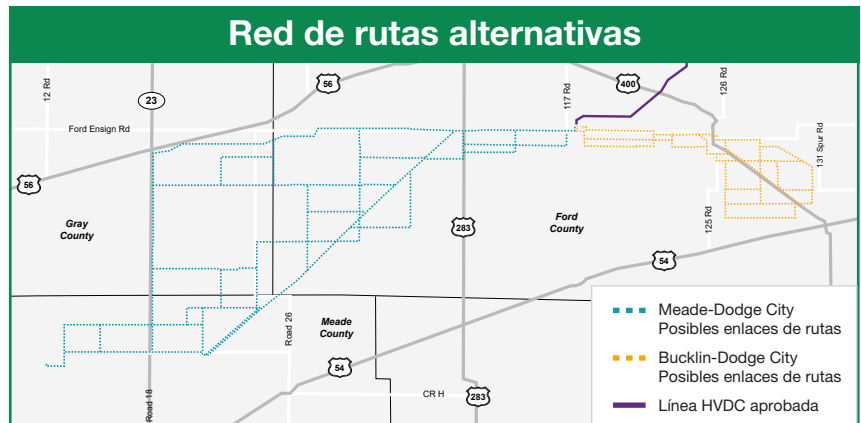 Red de rutas alternativas
12 Rd
23
56
117 Rd
400
126 Rd
Ford Ensign Rd
131 Spur Rd
56
Gray
County
283
Ford
County
125 Rd
54
Road 26
Meade
County
54
Road 18
CR H
283
Meade-Dodge City
Posibles enlaces de rutas
Bucklin-Dodge City
Posibles enlaces de rutas
Línea HVDC aprobada